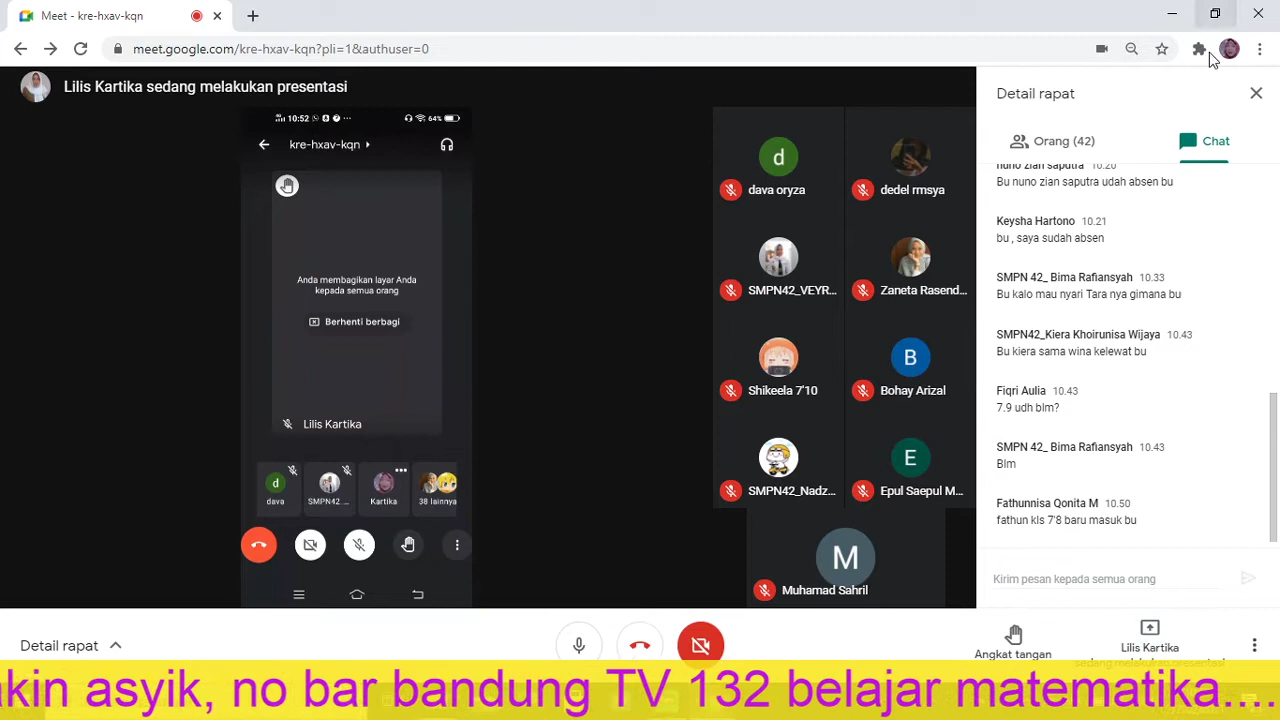 Meet - kre-hxav-kqn
meet.google.com/kre-hxav-kqn?pli=1&authuser=0
Lilis Kartika sedang melakukan presentasi
10:52
64%
kre-hxav-kqn
Anda membagikan layar Anda
kepada semua orang
Berhenti berbagi
Lilis Kartika
d
dava
SMPN42 ...
Kartika
38 lainnya
d
dava oryza
dedel rmsya
SMPN42_VEYR...
Zaneta Rasend...
Shikeela 7'10
B
Bohay Arizal
SMPN42_Nadz...
E
Epul Saepul M...
M
Muhamad Sahril
Detail rapat
Orang (42)
Chat
nuno zian saputra 10.20
Bu nuno zian saputra udah absen bu
Keysha Hartono 10.21
bu , saya sudah absen
SMPN 42_ Bima Rafiansyah 10.33
Bu kalo mau nyari Tara nya gimana bu
SMPN42_Kiera Khoirunisa Wijaya 10.43
Bu kiera sama wina kelewat bu
Fiqri Aulia 10.43
7.9 udh blm?
SMPN 42_ Bima Rafiansyah 10.43
Blm
Fathunnisa Qonita M 10.50
fathun kls 7'8 baru masuk bu
Kirim pesan kepada semua orang
Detail rapat
Angkat tangan
Lilis Kartika
sedang melakukan presentasi
akin asyik, no bar bandung TV 132 belajar matematika....